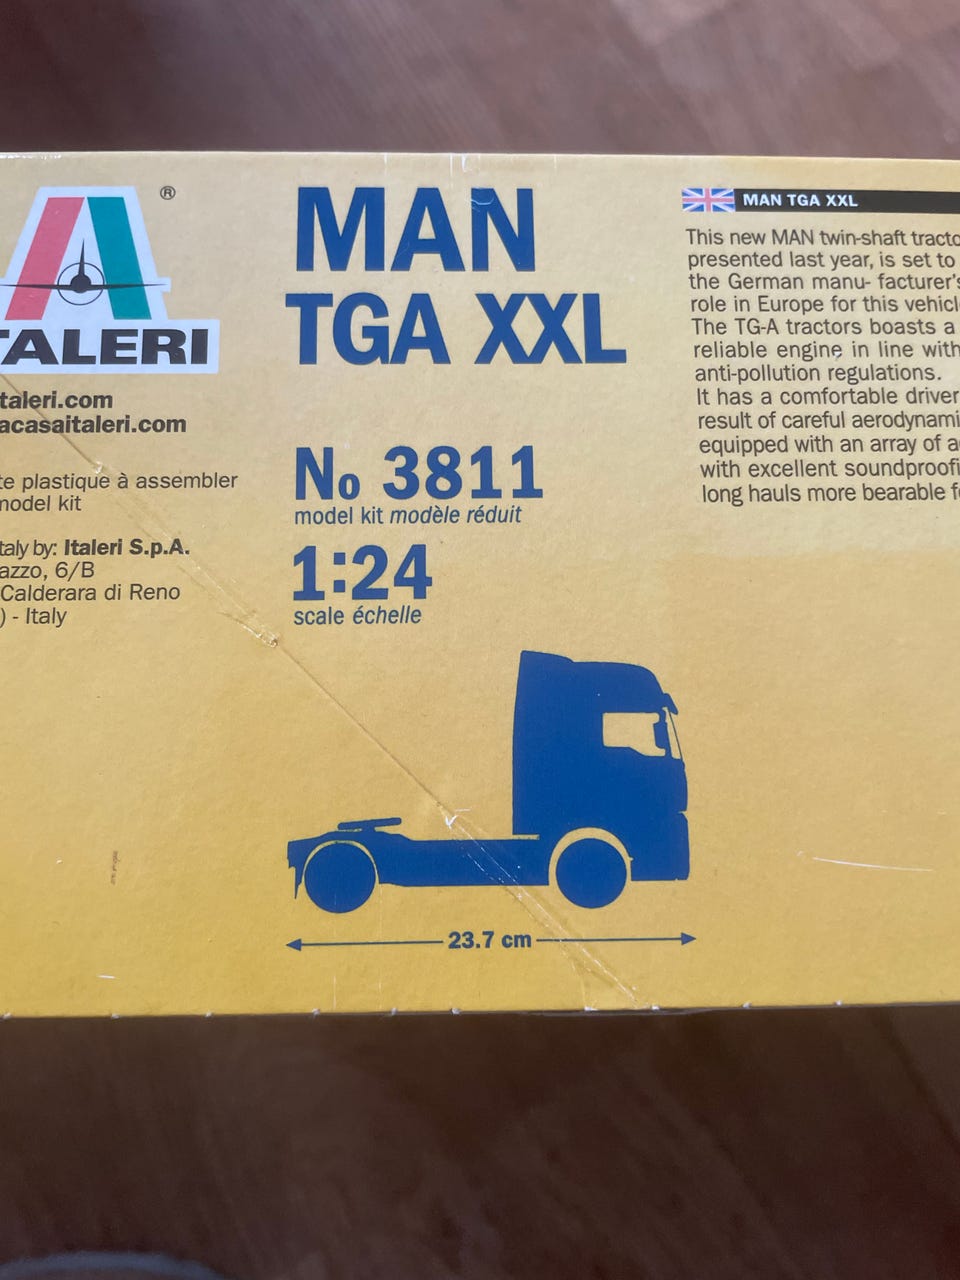 ®
TALERI
taleri.com
acasaitaleri.com
te plastique à assembler
model kit
taly by: Italeri S.p.A.
azzo, 6/B
Calderara di Reno
) - Italy
MAN
TGA XXL
No 3811
model kit modèle réduit
1:24
scale échelle
23.7 cm
MAN TGA XXL
This new MAN twin-shaft tracto
presented last year, is set to
the German manu- facturer's
role in Europe for this vehicl
The TG-A tractors boasts a
reliable engine in line with
anti-pollution regulations.
It has a comfortable driver
result of careful aerodynami
equipped with an array of a
with excellent soundproofi
long hauls more bearable f